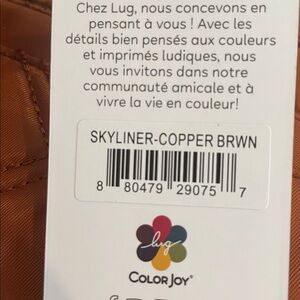 Chez Lug, nous concevons en
pensant à vous ! Avec les
détails bien pensés aux couleurs
et imprimés ludiques, nous
vous invitons dans notre
communauté amicale et à
vivre la vie en couleur!
SKYLINER-COPPER BRWN
8 80479 29075 7
lug
COLORJOY®